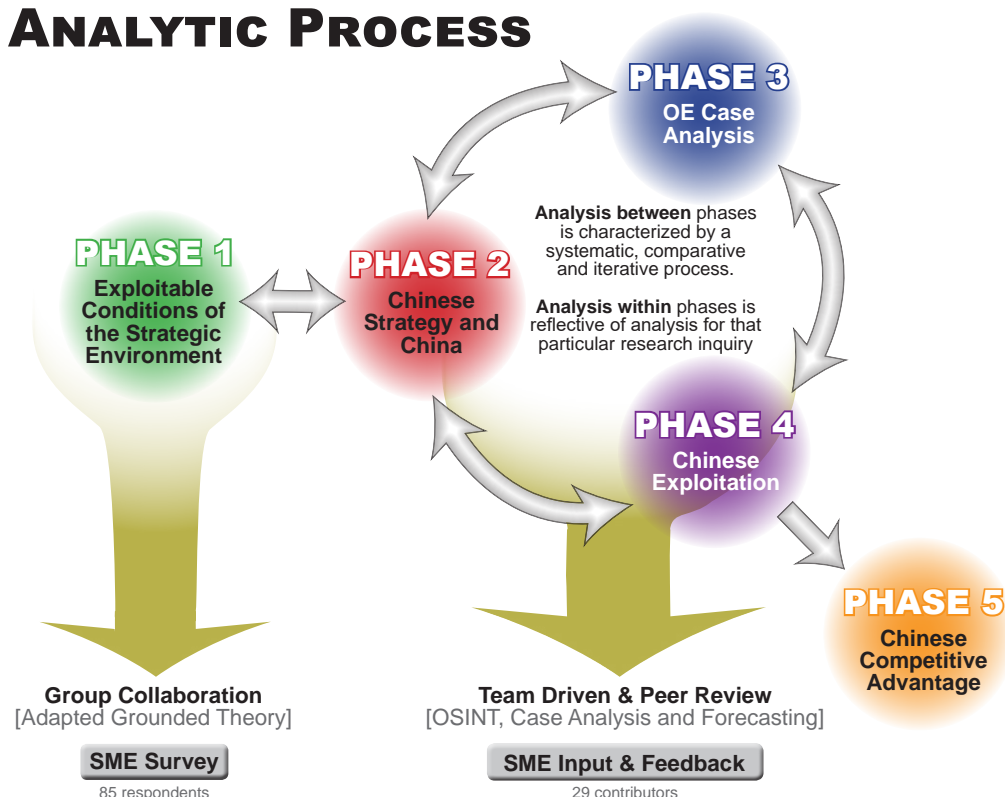 ANALYTIC PROCESS
PHASE 1
Exploitable
Conditions of
the Strategic
Environment
PHASE 2
Chinese
Strategy and
China
PHASE 3
OE Case
Analysis
Analysis between phases
is characterized by a
systematic, comparative
and iterative process.
Analysis within phases is
reflective of analysis for that
particular research inquiry
PHASE 4
Chinese
Exploitation
PHASE 5
Chinese
Competitive
Advantage
Group Collaboration
[Adapted Grounded Theory]
SME Survey
85 respondents
Team Driven & Peer Review
[OSINT, Case Analysis and Forecasting]
SME Input & Feedback
29 contributors